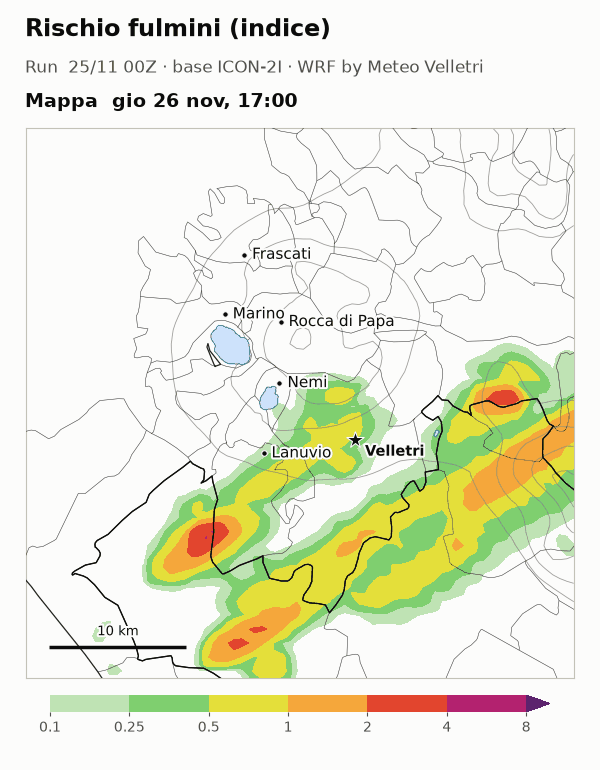 Rischio fulmini (indice)
Run  25/11 00Z · base ICON-2I · WRF by Meteo Velletri
Mappa  gio 26 nov, 17:00
Frascati
Marino
Rocca di Papa
Nemi
Velletri
Lanuvio
10 km
0.1 0.25 0.5 1 2 4 8